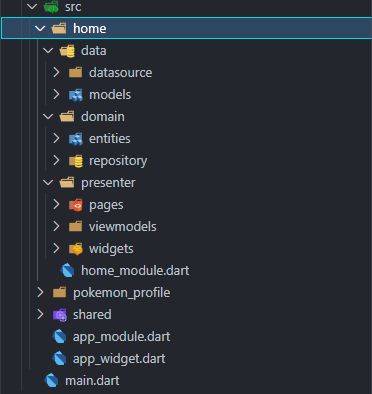 src
home
data
datasource
models
domain
entities
repository
presenter
pages
viewmodels
widgets
home_module.dart
pokemon_profile
shared
app_module.dart
app_widget.dart
main.dart